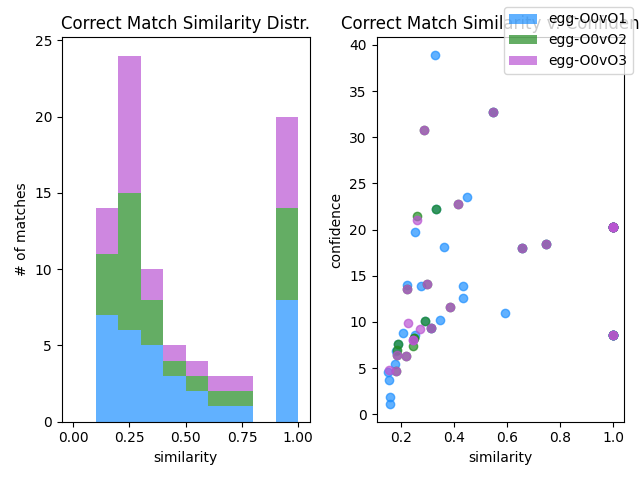 Correct Match Similarity Distr.
25
20
15
10
5
0
# of matches
0.00 0.25 0.50 0.75 1.00
similarity
Correct Match Similarity v. Confiden
egg-O0vO1
egg-O0vO2
egg-O0vO3
40
35
30
25
20
15
10
5
0
confidence
0.2 0.4 0.6 0.8 1.0
similarity